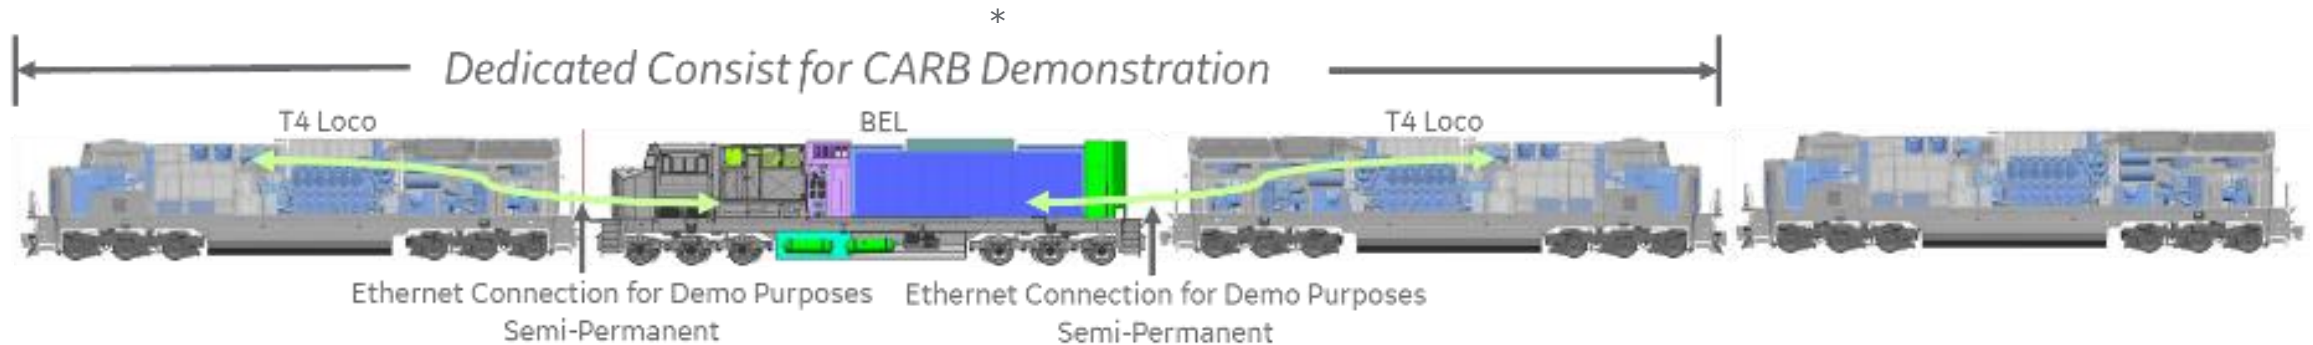 *
Dedicated Consist for CARB Demonstration
T4 Loco
BEL
T4 Loco
Ethernet Connection for Demo Purposes
Semi-Permanent
Ethernet Connection for Demo Purposes
Semi-Permanent